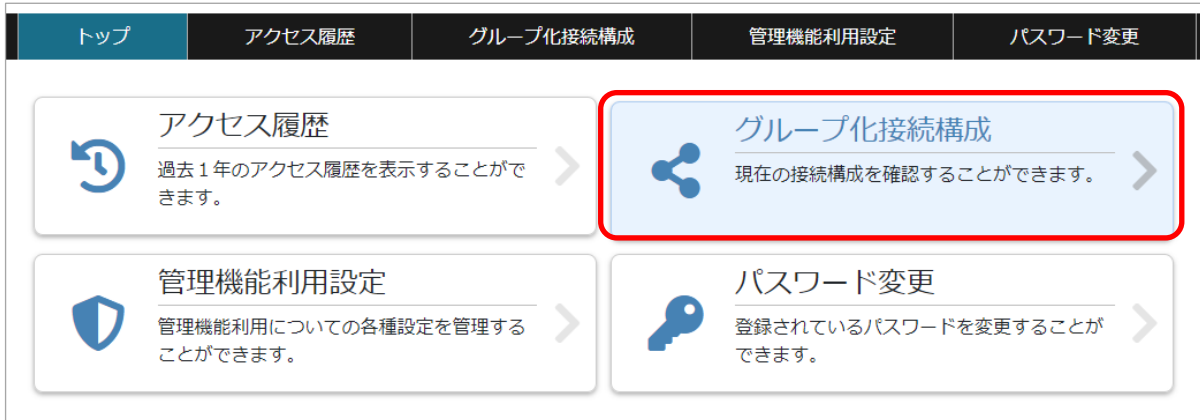 トップ
アクセス履歴
グループ化接続構成
管理機能利用設定
パスワード変更
アクセス履歴
過去１年のアクセス履歴を表示することがで
きます。
グループ化接続構成
現在の接続構成を確認することができます。
管理機能利用設定
管理機能利用についての各種設定を管理する
ことができます。
パスワード変更
登録されているパスワードを変更することが
できます。